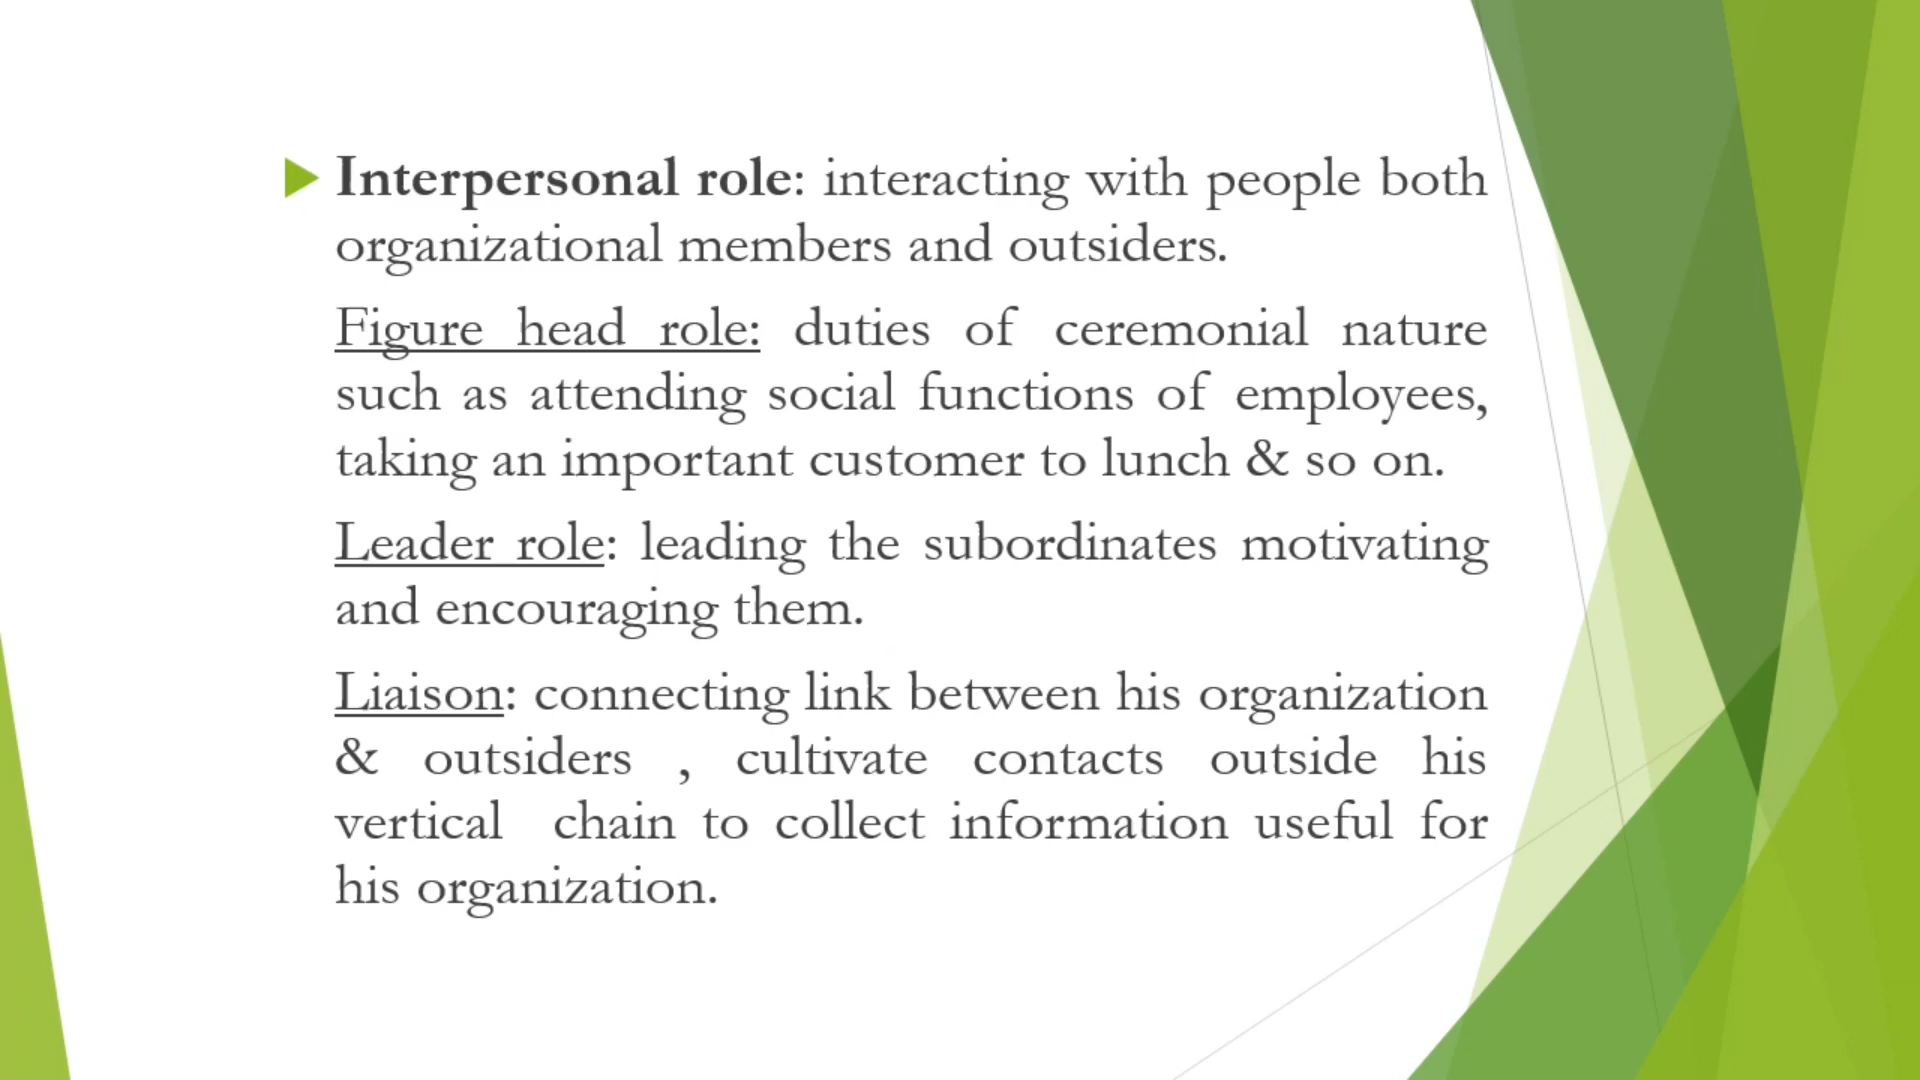 Interpersonal role: interacting with people both
organizational members and outsiders.
Figure head role: duties of ceremonial nature
such as attending social functions of employees,
taking an important customer to lunch & so on.
Leader role: leading the subordinates motivating
and encouraging them.
Liaison: connecting link between his organization
& outsiders , cultivate contacts outside his
vertical chain to collect information useful for
his organization.